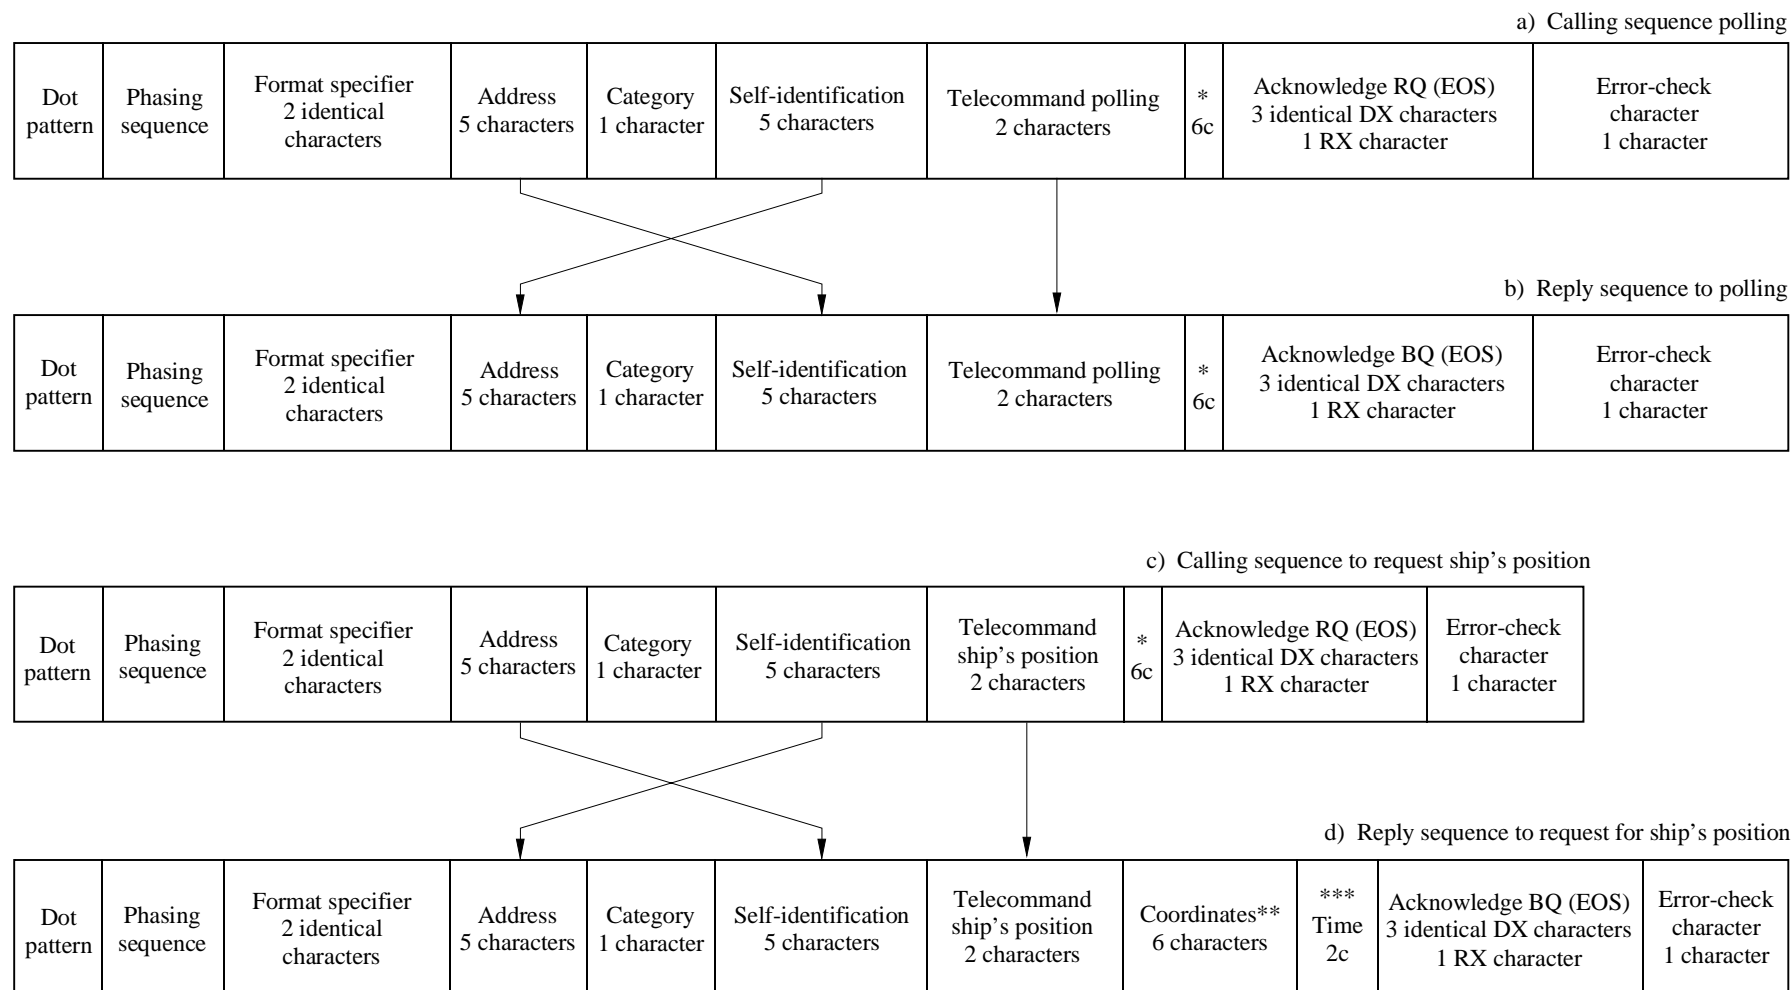 a) Calling sequence polling
Dot
pattern
Phasing
sequence
Format specifier
2 identical
characters
Address
5 characters
Category
1 character
Self-identification
5 characters
Telecommand polling
2 characters
*
6c
Acknowledge RQ (EOS)
3 identical DX characters
1 RX character
Error-check
character
1 character
b) Reply sequence to polling
Dot
pattern
Phasing
sequence
Format specifier
2 identical
characters
Address
5 characters
Category
1 character
Self-identification
5 characters
Telecommand polling
2 characters
*
6c
Acknowledge BQ (EOS)
3 identical DX characters
1 RX character
Error-check
character
1 character
c) Calling sequence to request ship’s position
Dot
pattern
Phasing
sequence
Format specifier
2 identical
characters
Address
5 characters
Category
1 character
Self-identification
5 characters
Telecommand
ship’s position
2 characters
*
6c
Acknowledge RQ (EOS)
3 identical DX characters
1 RX character
Error-check
character
1 character
d) Reply sequence to request for ship’s position
Dot
pattern
Phasing
sequence
Format specifier
2 identical
characters
Address
5 characters
Category
1 character
Self-identification
5 characters
Telecommand
ship’s position
2 characters
Coordinates**
6 characters
***
Time
2c
Acknowledge BQ (EOS)
3 identical DX characters
1 RX character
Error-check
character
1 character